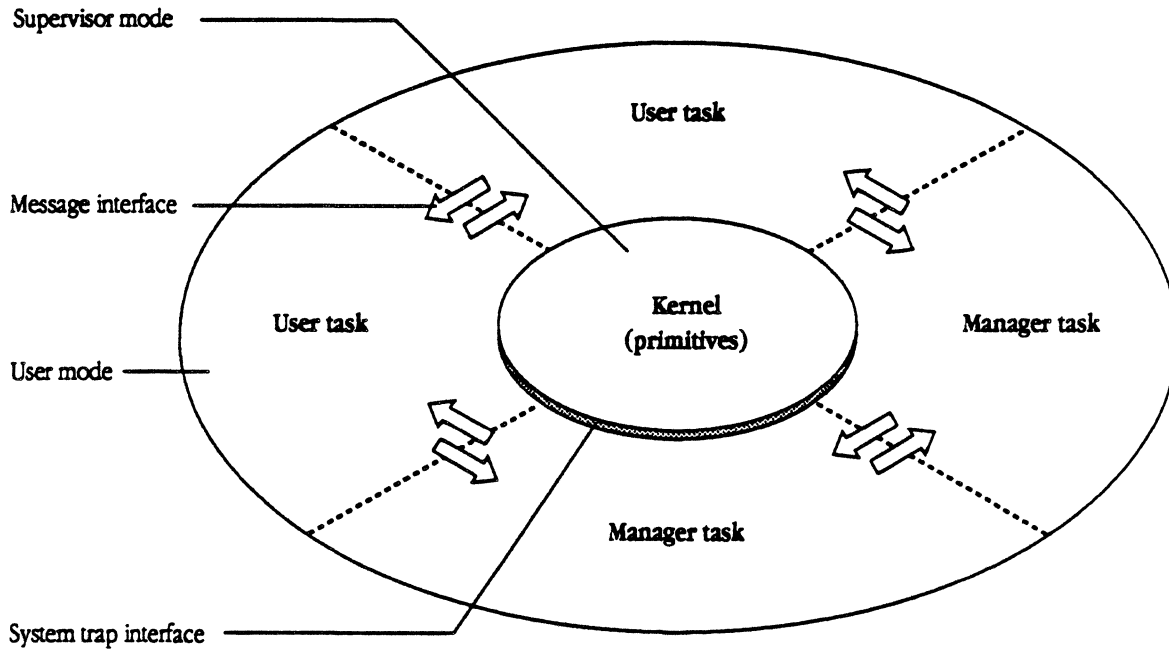 Supervisor mode
User task
Message interface
Kernel
(primitives)
User task
Manager task
User mode
Manager task
System trap interface